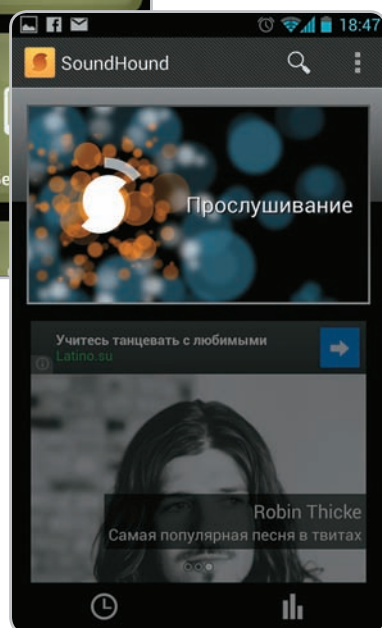 18:47
SoundHound
Прослушивание
Учитесь танцевать с любимыми
Latino.su
Robin Thicke
Самая популярная песня в твитах